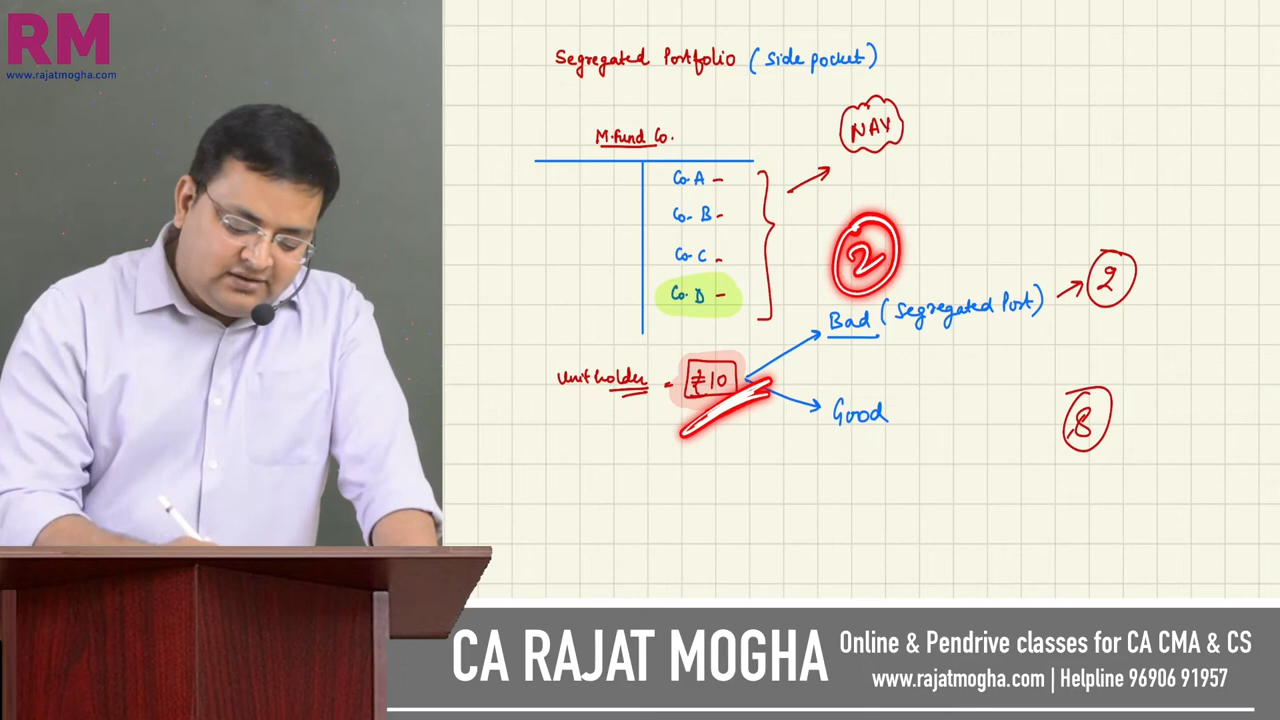 RM
www.rajatmogha.com
Segregated Portfolio (Side pocket)
M.Fund Co.
NAV
Co. A -
Co. B -
Co. C -
Co. D -
2
Bad (Segregated Port)
2
Unit holder = ₹10
Good
8
CA RAJAT MOGHA
Online & Pendrive classes for CA CMA & CS
www.rajatmogha.com | Helpline 96906 91957